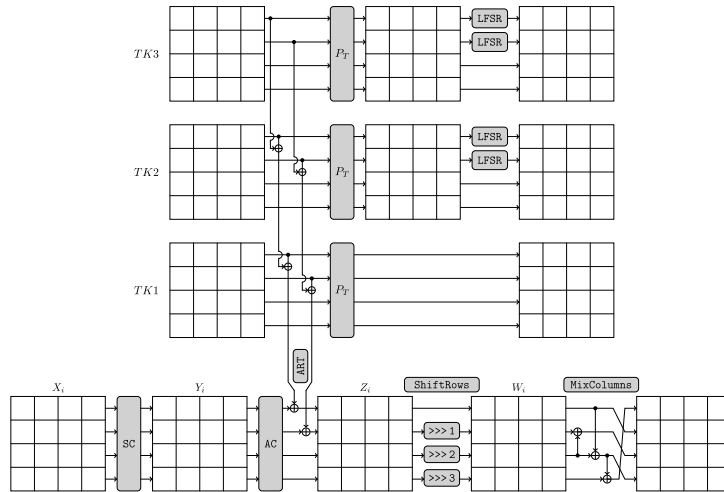 LFSR
TK3 P_T LFSR
LFSR
TK2 P_T LFSR
TK1 P_T
ART
X_i Y_i Z_i ShiftRows W_i MixColumns
>>> 1
SC AC
>>> 2
>>> 3